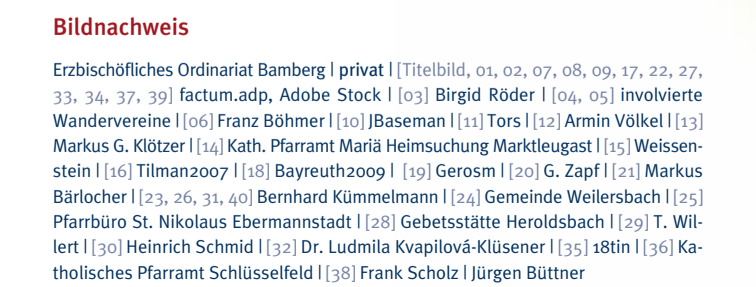 Bildnachweis
Erzbischöfliches Ordinariat Bamberg | privat | [Titelbild, 01, 02, 07, 08, 09, 17, 22, 27,
33, 34, 37, 39] factum.adp, Adobe Stock | [03] Birgid Röder | [04, 05] involvierte
Wandervereine | [06] Franz Böhmer | [10] JBaseman | [11] Tors | [12] Armin Völkel | [13]
Markus G. Klötzer | [14] Kath. Pfarramt Mariä Heimsuchung Marktleugast | [15] Weissen-
stein | [16] Tilman2007 | [18] Bayreuth2009 | [19] Gerosm | [20] G. Zapf | [21] Markus
Bärlocher | [23, 26, 31, 40] Bernhard Kümmelmann | [24] Gemeinde Weilersbach | [25]
Pfarrbüro St. Nikolaus Ebermannstadt | [28] Gebetsstätte Heroldsbach | [29] T. Wil-
lert | [30] Heinrich Schmid | [32] Dr. Ludmila Kvapilová-Klüsener | [35] 18tin | [36] Ka-
tholisches Pfarramt Schlüsselfeld | [38] Frank Scholz | Jürgen Büttner